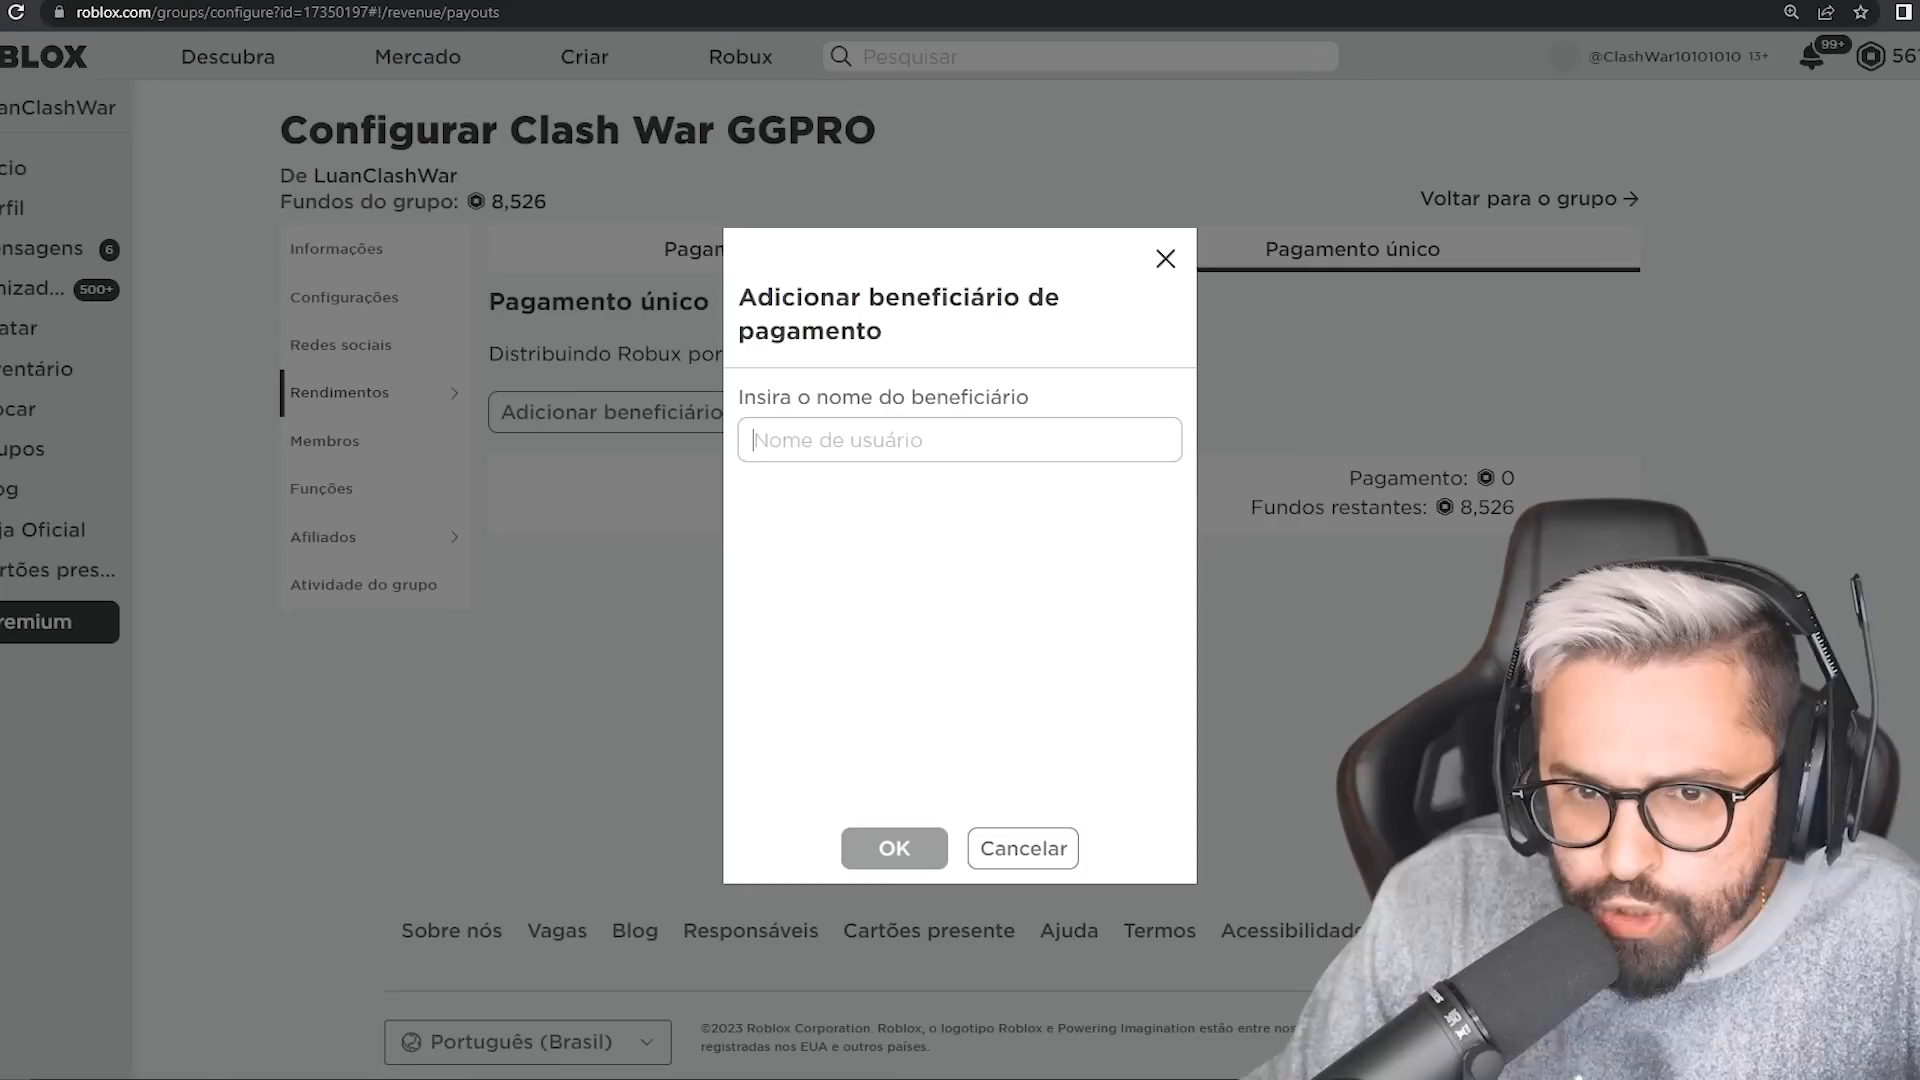 roblox.com/groups/configure?id=17350197#!/revenue/payouts
BLOX
Descubra
Mercado
Criar
Robux
Pesquisar
@ClashWar10101010 13+
99+
56
anClashWar
cio
rfil
ensagens 6
nizad... 500+
atar
entário
ocar
upos
og
ja Oficial
rtões pres...
remium
Configurar Clash War GGPRO
De LuanClashWar
Fundos do grupo: 8,526
Voltar para o grupo →
Informações
Configurações
Redes sociais
Rendimentos
Membros
Funções
Afiliados
Atividade do grupo
Pagam
Pagamento único
Pagamento único
Distribuindo Robux por
Adicionar beneficiário
Pagamento: 0
Fundos restantes: 8,526
Adicionar beneficiário de
pagamento
Insira o nome do beneficiário
Nome de usuário
OK
Cancelar
Sobre nós
Vagas
Blog
Responsáveis
Cartões presente
Ajuda
Termos
Acessibilidade
Português (Brasil)
©2023 Roblox Corporation. Roblox, o logotipo Roblox e Powering Imagination estão entre nos
registradas nos EUA e outros países.